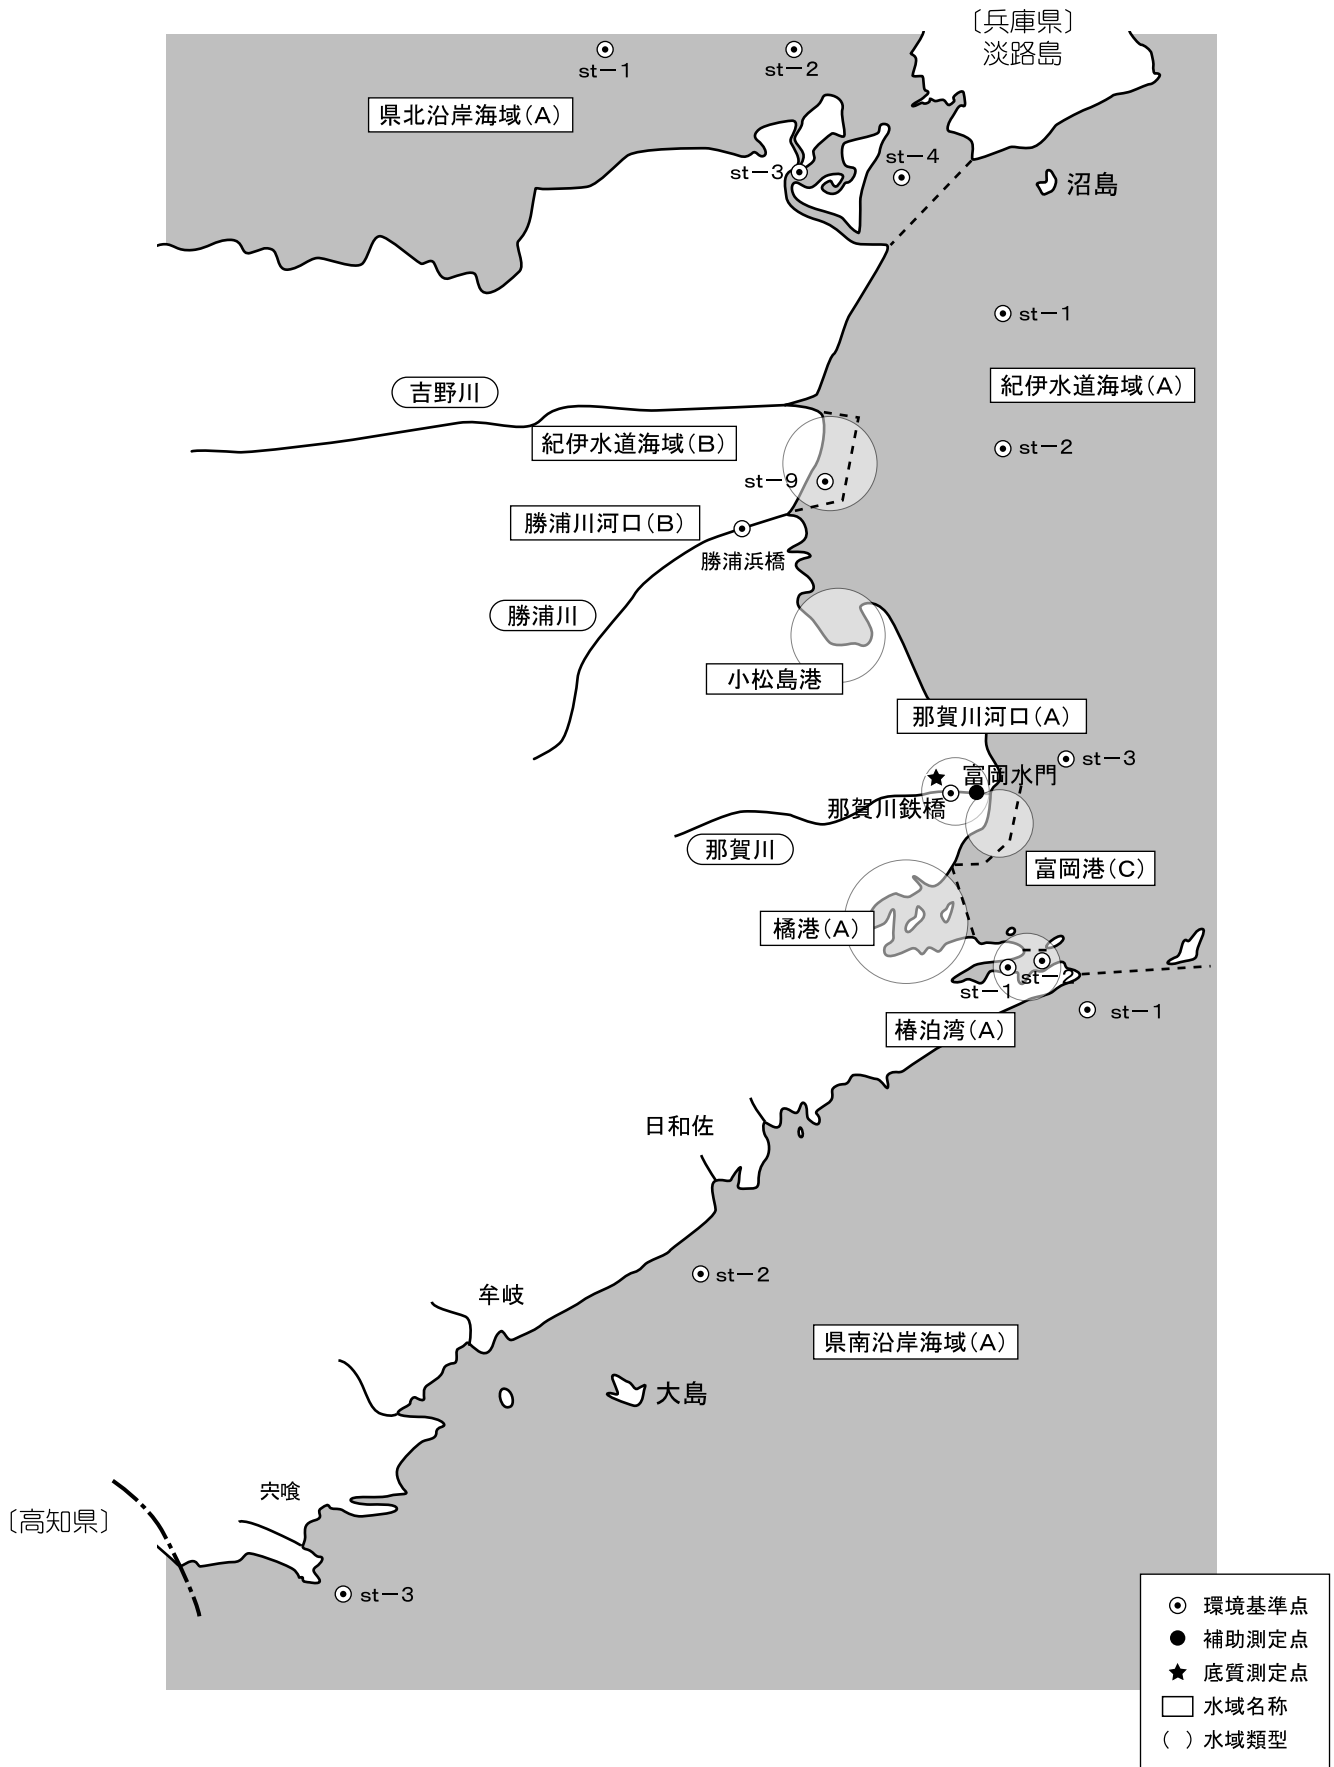 〔兵庫県〕
淡路島
st－1
st－2
県北沿岸海域(A)
st－3
st－4
沼島
st－1
紀伊水道海域(A)
吉野川
紀伊水道海域(B)
st－2
st－9
勝浦川河口(B)
勝浦浜橋
勝浦川
小松島港
那賀川河口(A)
st－3
富岡水門
那賀川鉄橋
那賀川
富岡港(C)
橘港(A)
st－2
st－1
st－1
椿泊湾(A)
日和佐
st－2
牟岐
県南沿岸海域(A)
大島
宍喰
〔高知県〕
st－3
環境基準点
補助測定点
底質測定点
水域名称
( ) 水域類型